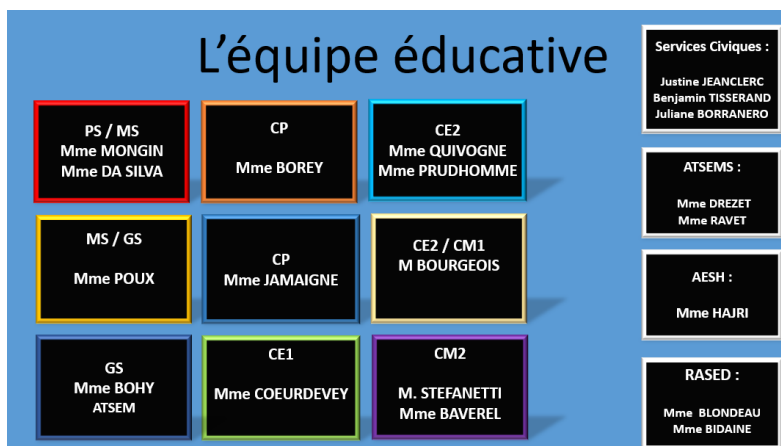 L'équipe éducative
PS / MS
Mme MONGIN
Mme DA SILVA
CP
Mme BOREY
CE2
Mme QUIVOGNE
Mme PRUDHOMME
MS / GS
Mme POUX
CP
Mme JAMAIGNE
CE2 / CM1
M BOURGEOIS
GS
Mme BOHY
ATSEM
CE1
Mme COEURDEVEY
CM2
M. STEFANETTI
Mme BAVEREL
Services Civiques :
Justine JEANCLERC
Benjamin TISSERAND
Juliane BORRANERO
ATSEMS :
Mme DREZET
Mme RAVET
AESH :
Mme HAJRI
RASED :
Mme BLONDEAU
Mme BIDAINE